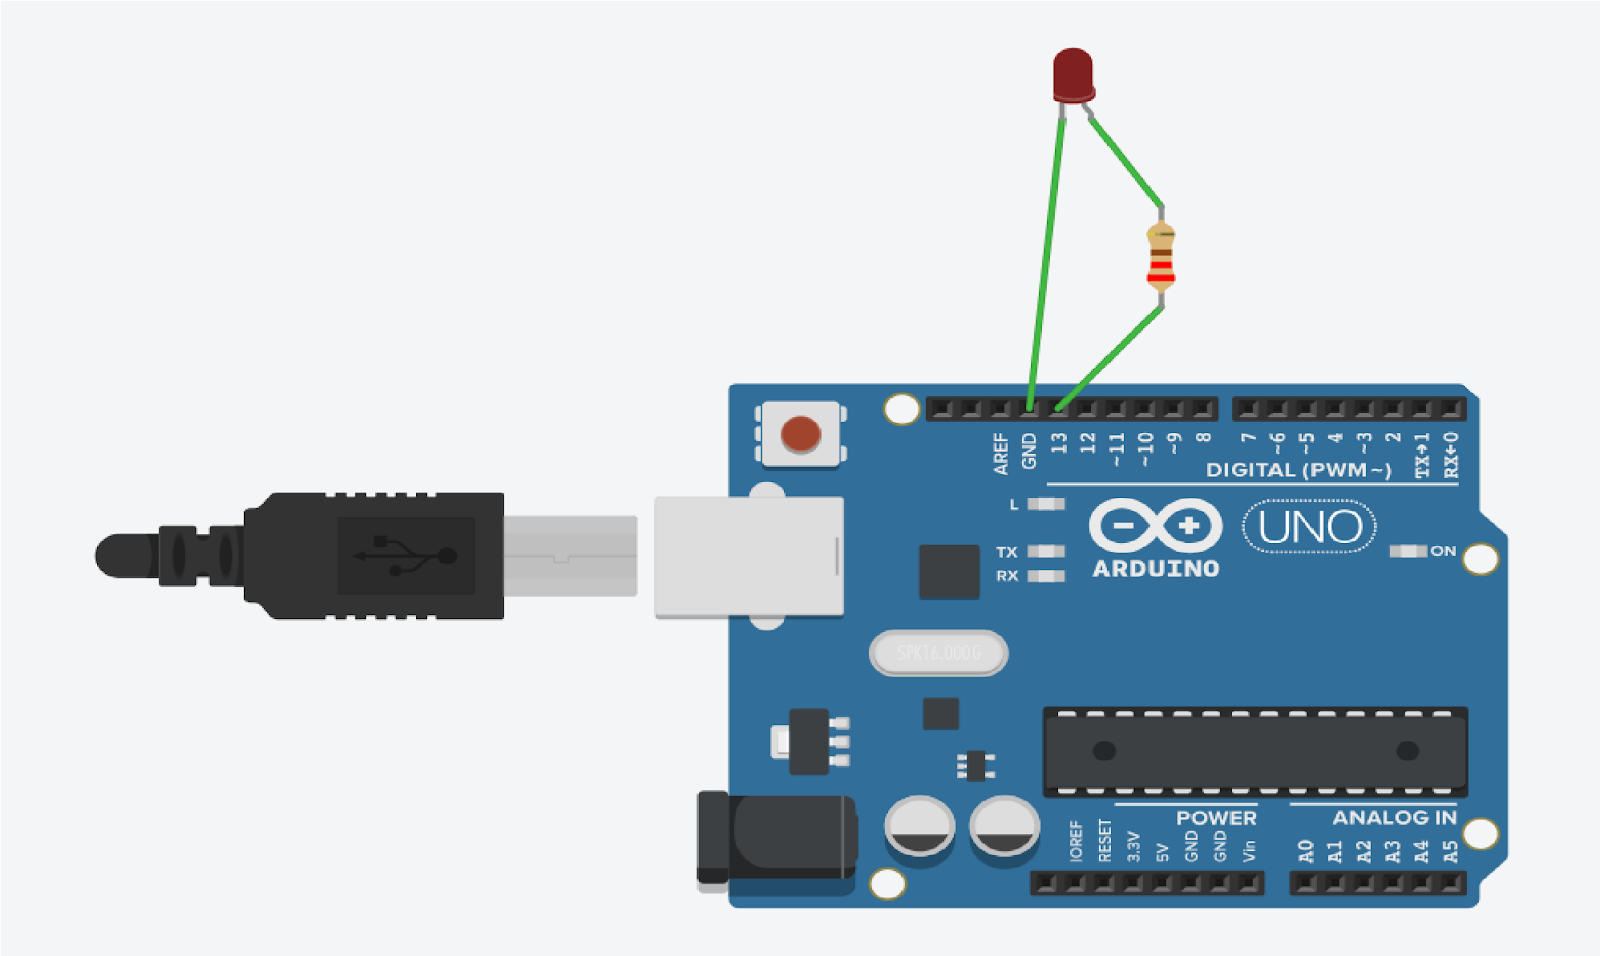 AREF
GND
13
12
~11
~10
~9
8
7
~6
~5
4
~3
2
TX→1
RX←0
DIGITAL (PWM ~)
L
TX
RX
ARDUINO
UNO
ON
SPK16.000G
POWER
ANALOG IN
IOREF
RESET
3.3V
5V
GND
GND
Vin
A0
A1
A2
A3
A4
A5